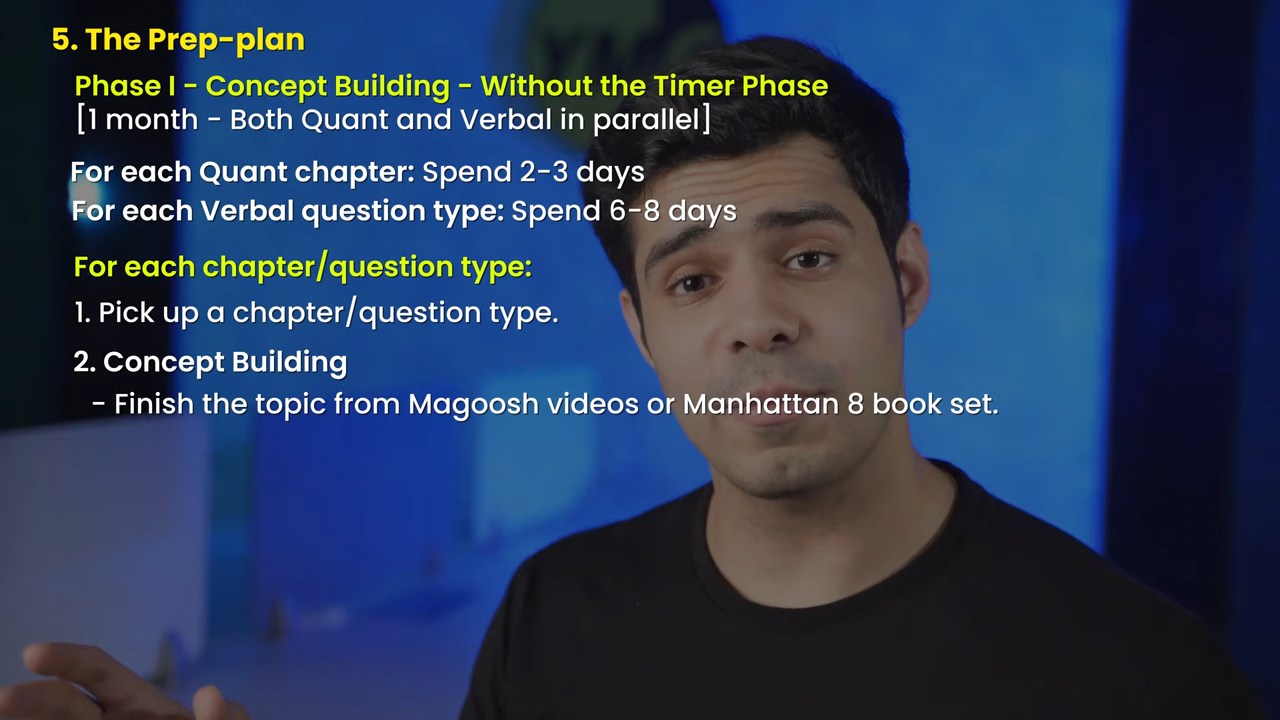 5. The Prep-plan
Phase I - Concept Building - Without the Timer Phase
[1 month - Both Quant and Verbal in parallel]
For each Quant chapter: Spend 2-3 days
For each Verbal question type: Spend 6-8 days
For each chapter/question type:
1. Pick up a chapter/question type.
2. Concept Building
- Finish the topic from Magoosh videos or Manhattan 8 book set.